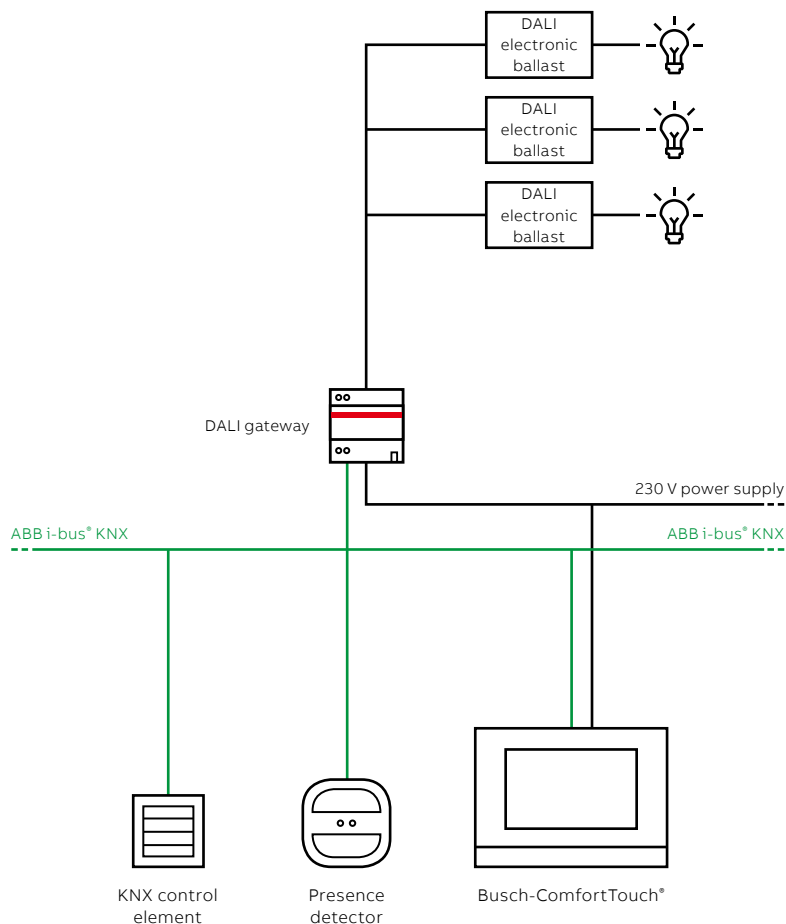 DALI
electronic
ballast
DALI
electronic
ballast
DALI
electronic
ballast
DALI gateway
230 V power supply
ABB i-bus® KNX
ABB i-bus® KNX
KNX control
element
Presence
detector
Busch-ComfortTouch®